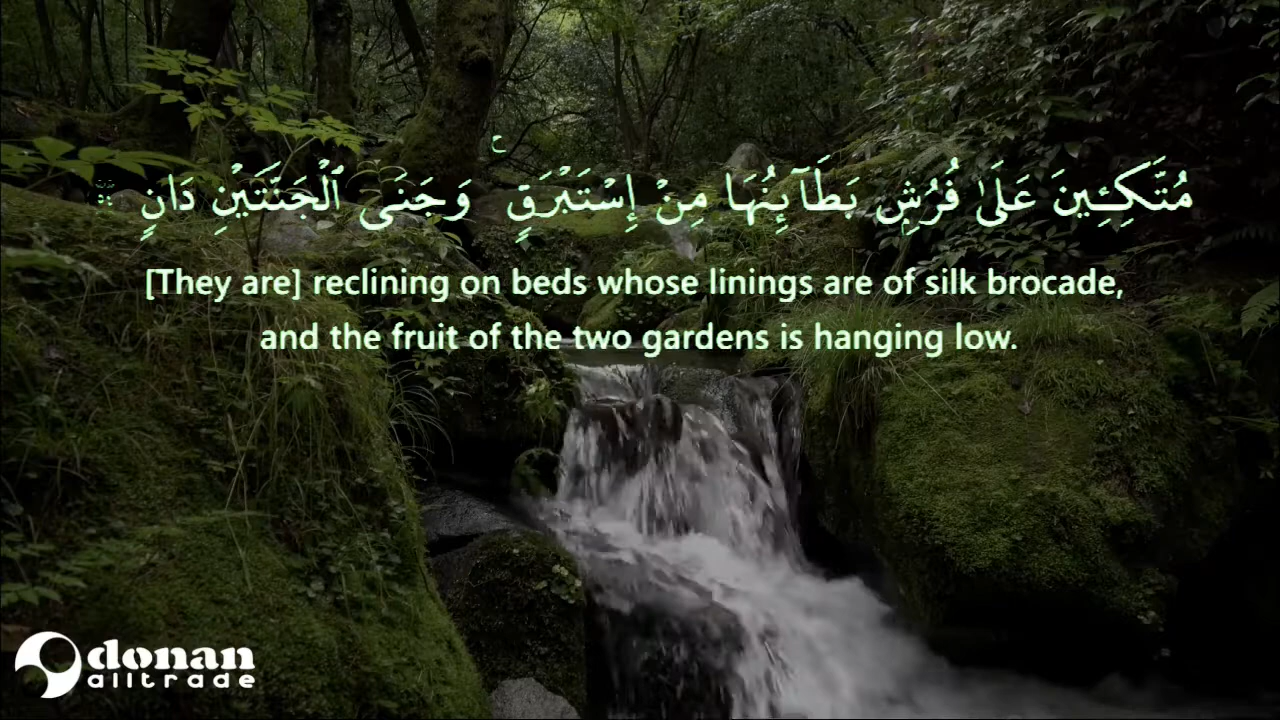 مُتَّكِـِٔينَ عَلَىٰ فُرُشٍۭ بَطَآئِنُهَا مِنْ إِسْتَبْرَقٍ ۚ وَجَنَى ٱلْجَنَّتَيْنِ دَانٍ
[They are] reclining on beds whose linings are of silk brocade,
and the fruit of the two gardens is hanging low.
donan
alltrade